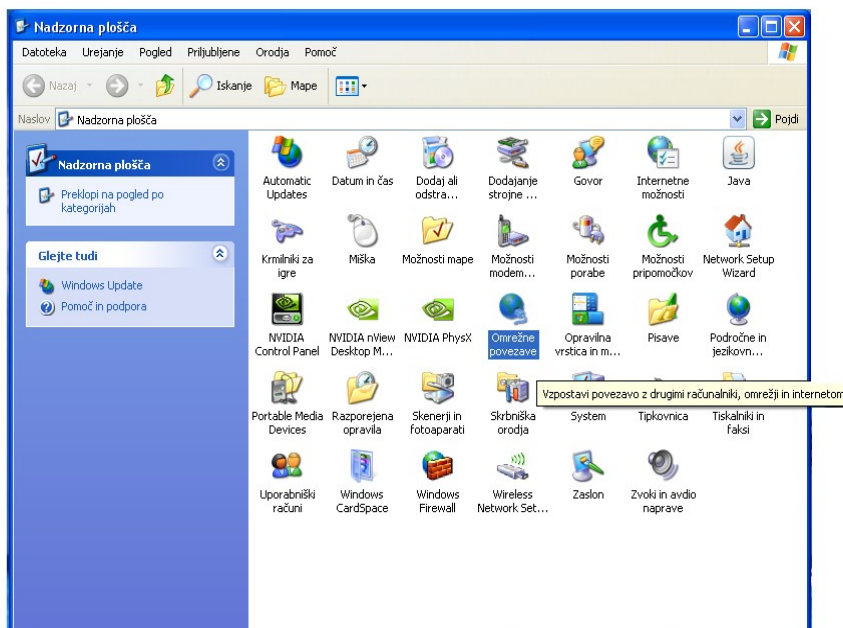 Nadzorna plošča
Datoteka Urejanje Pogled Priljubljene Orodja Pomoč
Nazaj Iskanje Mape
Naslov Nadzorna plošča Pojdi
Nadzorna plošča
Preklopi na pogled po
kategorijah
Glejte tudi
Windows Update
Pomoč in podpora
Automatic
Updates
Datum in čas
Dodaj ali
odstra...
Dodajanje
strojne ...
Govor
Internetne
možnosti
Java
Krmilniki za
igre
Miška
Možnosti mape
Možnosti
modem...
Možnosti
porabe
Možnosti
pripomočkov
Network Setup
Wizard
NVIDIA
Control Panel
NVIDIA nView
Desktop M...
NVIDIA PhysX
Omrežne
povezave
Opravilna
vrstica in m...
Pisave
Področne in
jezikovn...
Vzpostavi povezavo z drugimi računalniki, omrežji in internetom
Portable Media
Devices
Razporejena
opravila
Skenerji in
fotoaparati
Skrbniška
orodja
System
Tipkovnica
Tiskalniki in
faksi
Uporabniški
računi
Windows
CardSpace
Windows
Firewall
Wireless
Network Set...
Zaslon
Zvoki in avdio
naprave